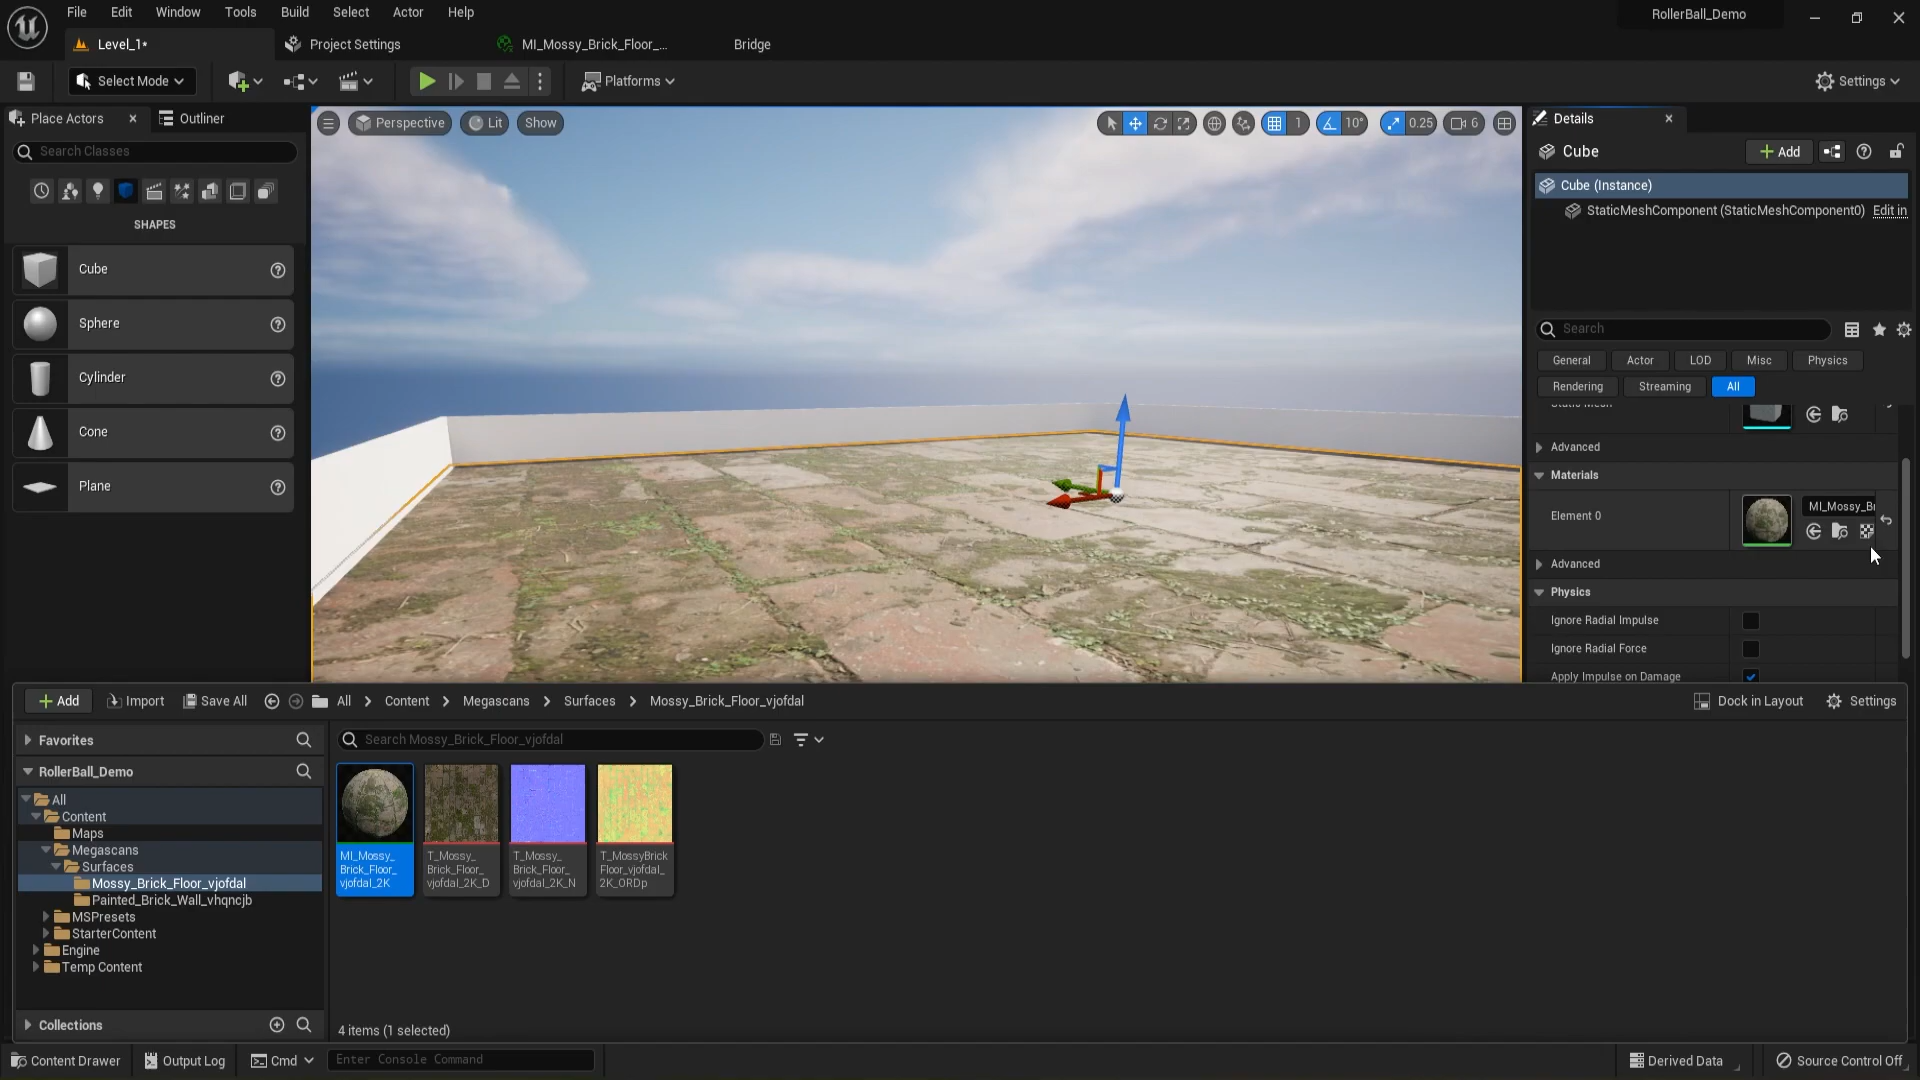 File Edit Window Tools Build Select Actor Help
RollerBall_Demo
Level_1* Project Settings MI_Mossy_Brick_Floor_... Bridge
Select Mode Platforms Settings
Place Actors Outliner
Search Classes
SHAPES
Cube
Sphere
Cylinder
Cone
Plane
Perspective Lit Show 1 10° 0.25 6
Details
Cube Add
Cube (Instance)
StaticMeshComponent (StaticMeshComponent0) Edit in
Search
General Actor LOD Misc Physics
Rendering Streaming All
Static Mesh
Advanced
Materials
Element 0 MI_Mossy_Br
Advanced
Physics
Ignore Radial Impulse
Ignore Radial Force
Apply Impulse on Damage
Add Import Save All All Content Megascans Surfaces Mossy_Brick_Floor_vjofdal Dock in Layout Settings
Favorites
RollerBall_Demo
All
Content
Maps
Megascans
Surfaces
Mossy_Brick_Floor_vjofdal
Painted_Brick_Wall_vhqncjb
MSPresets
StarterContent
Engine
Temp Content
Collections
Search Mossy_Brick_Floor_vjofdal
MI_Mossy_
Brick_Floor_
vjofdal_2K
T_Mossy_
Brick_Floor_
vjofdal_2K_D
T_Mossy_
Brick_Floor_
vjofdal_2K_N
T_MossyBrick
Floor_vjofdal_
2K_ORDp
4 items (1 selected)
Content Drawer Output Log Cmd Enter Console Command Derived Data Source Control Off